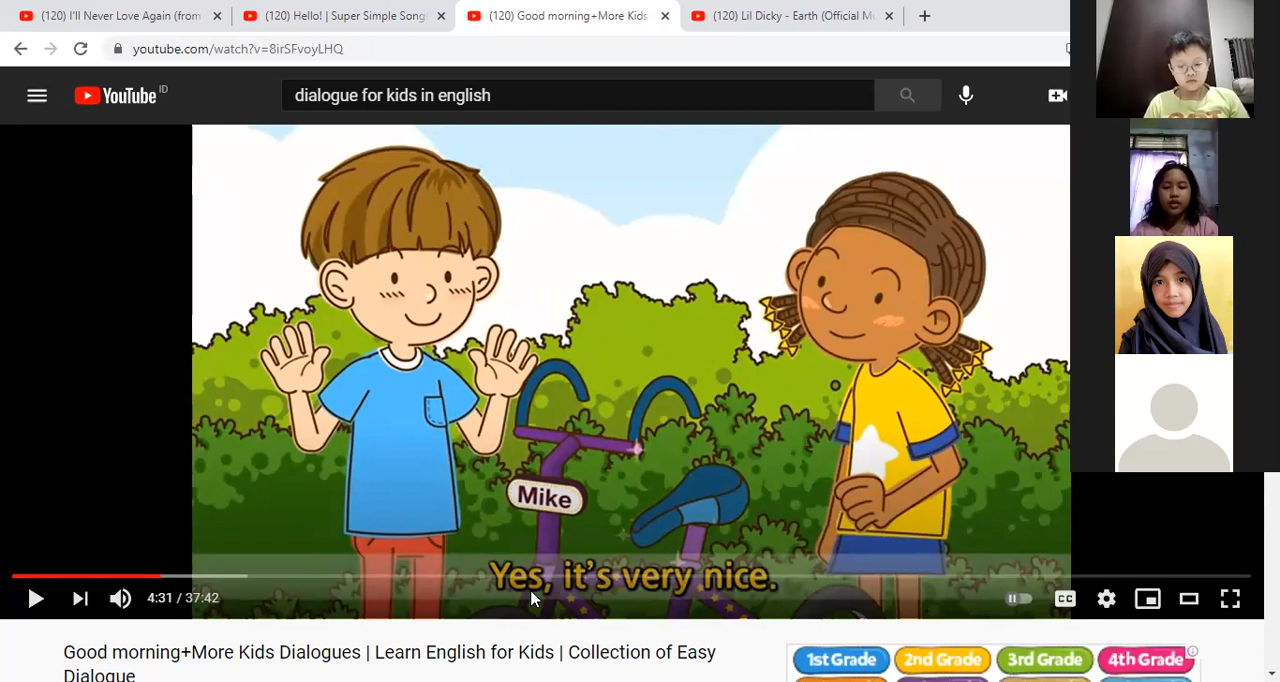 (120) I'll Never Love Again (from
(120) Hello! | Super Simple Song
(120) Good morning+More Kids
(120) Lil Dicky - Earth (Official Mu
youtube.com/watch?v=8irSFvoyLHQ
YouTube ID
dialogue for kids in english
Mike
Yes, it's very nice.
4:31 / 37:42
CC
Good morning+More Kids Dialogues | Learn English for Kids | Collection of Easy
Dialogue
1st Grade 2nd Grade 3rd Grade 4th Grade